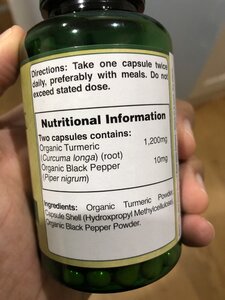 Directions: Take one capsule twice
daily, preferably with meals. Do not
exceed stated dose.
Nutritional Information
Two capsules contains:
Organic Turmeric 1,200mg
(Curcuma longa) (root)
Organic Black Pepper 10mg
(Piper nigrum)
Ingredients: Organic Turmeric Powder,
Capsule Shell (Hydroxpropyl Methylcellulose),
Organic Black Pepper Powder.